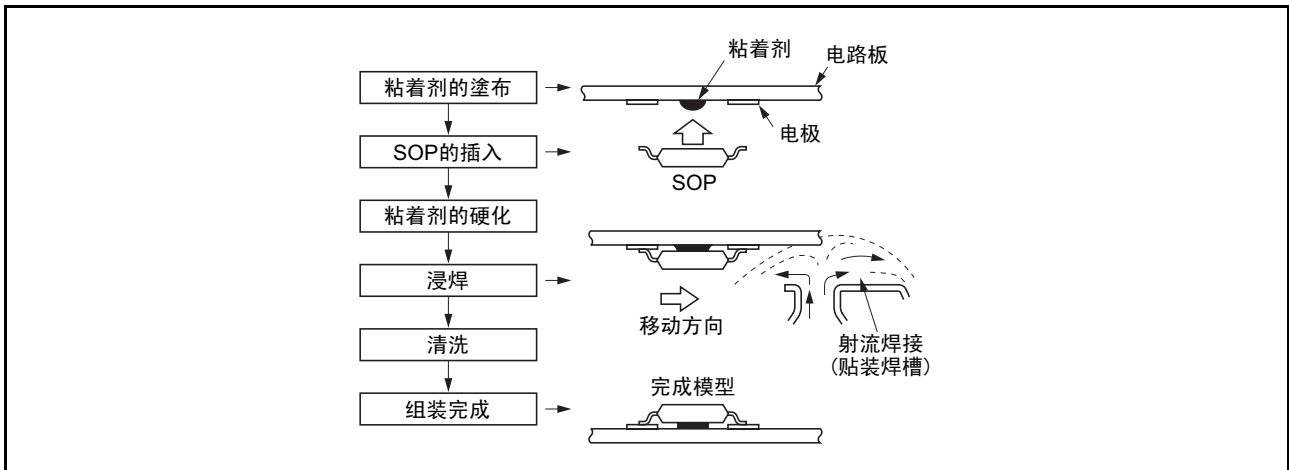 粘着剂的塗布
粘着剂
电路板
电极
SOP的插入
SOP
粘着剂的硬化
浸焊
移动方向
射流焊接
(贴装焊槽)
清洗
组装完成
完成模型